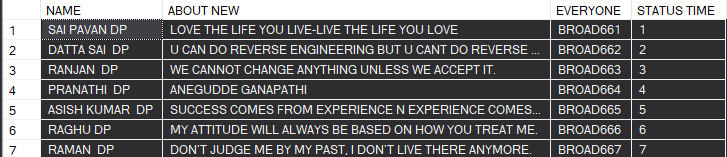 NAME ABOUT NEW EVERYONE STATUS TIME
1 SAI PAVAN DP LOVE THE LIFE YOU LIVE-LIVE THE LIFE YOU LOVE BROAD661 1
2 DATTA SAI  DP U CAN DO REVERSE ENGINEERING BUT U CANT DO REVERSE ... BROAD662 2
3 RANJAN  DP WE CANNOT CHANGE ANYTHING UNLESS WE ACCEPT IT. BROAD663 3
4 PRANATHI  DP ANEGUDDE GANAPATHI BROAD664 4
5 ASISH KUMAR  DP SUCCESS COMES FROM EXPERIENCE N EXPERIENCE COMES... BROAD665 5
6 RAGHU DP MY ATTITUDE WILL ALWAYS BE BASED ON HOW YOU TREAT ME. BROAD666 6
7 RAMAN  DP DON'T JUDGE ME BY MY PAST, I DON'T LIVE THERE ANYMORE. BROAD667 7